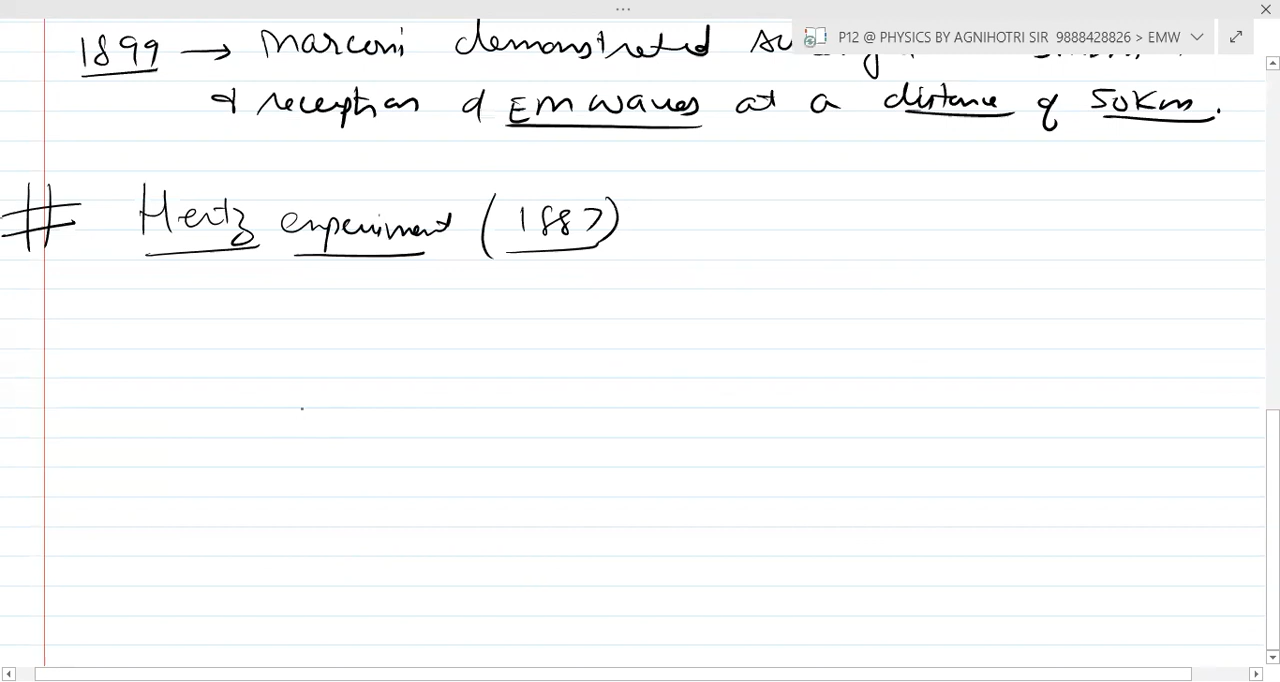 1899 → Marconi demonstrated
P12 @ PHYSICS BY AGNIHOTRI SIR 9888428826 > EMW
& reception of EM waves at a distance of 50Km.
# Hertz experiment (1887)